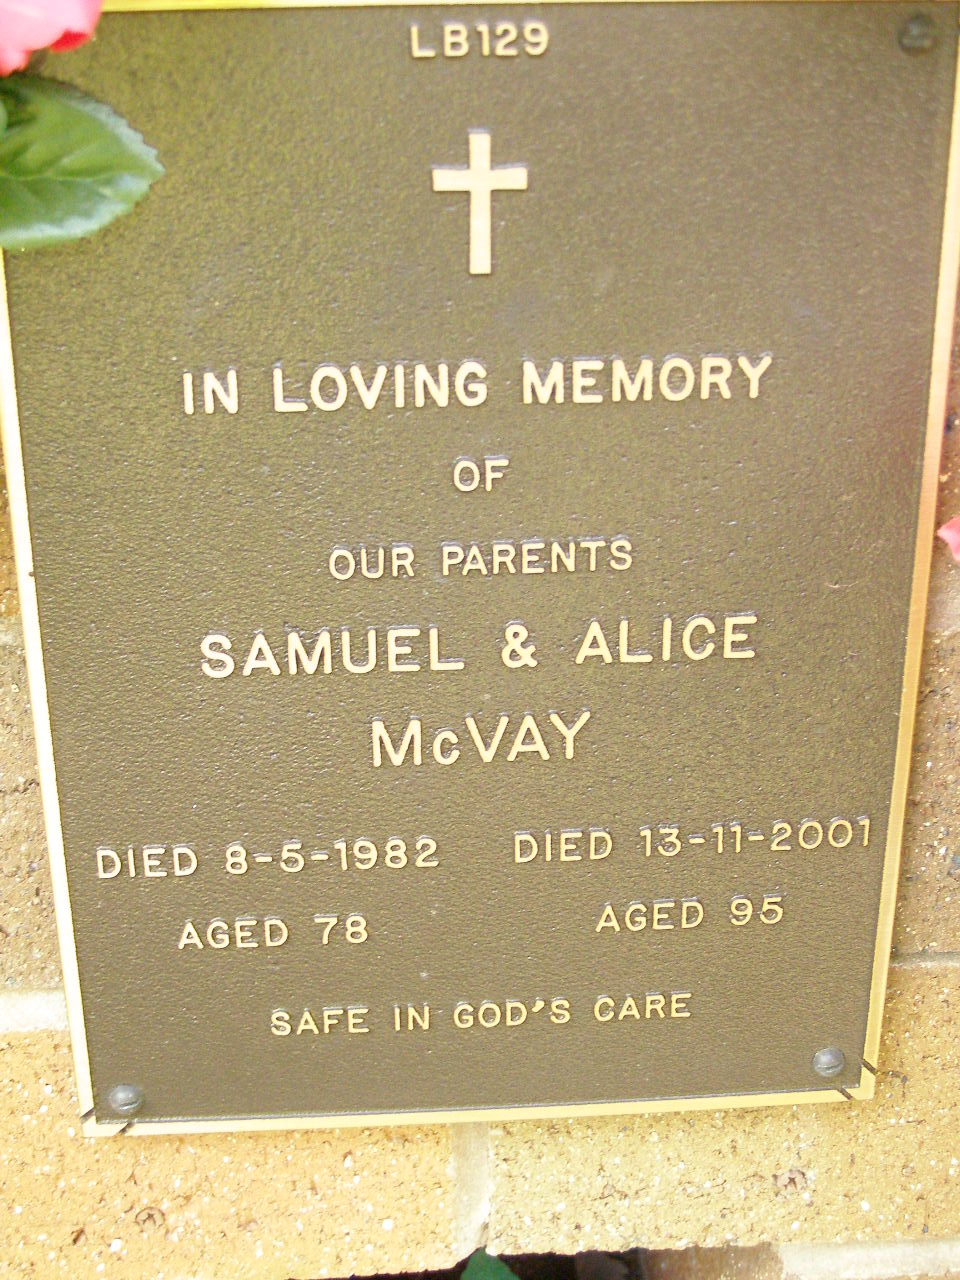 LB129
IN LOVING MEMORY
OF
OUR PARENTS
SAMUEL & ALICE
McVAY
DIED 8-5-1982 DIED 13-11-2001
AGED 78 AGED 95
SAFE IN GOD'S CARE